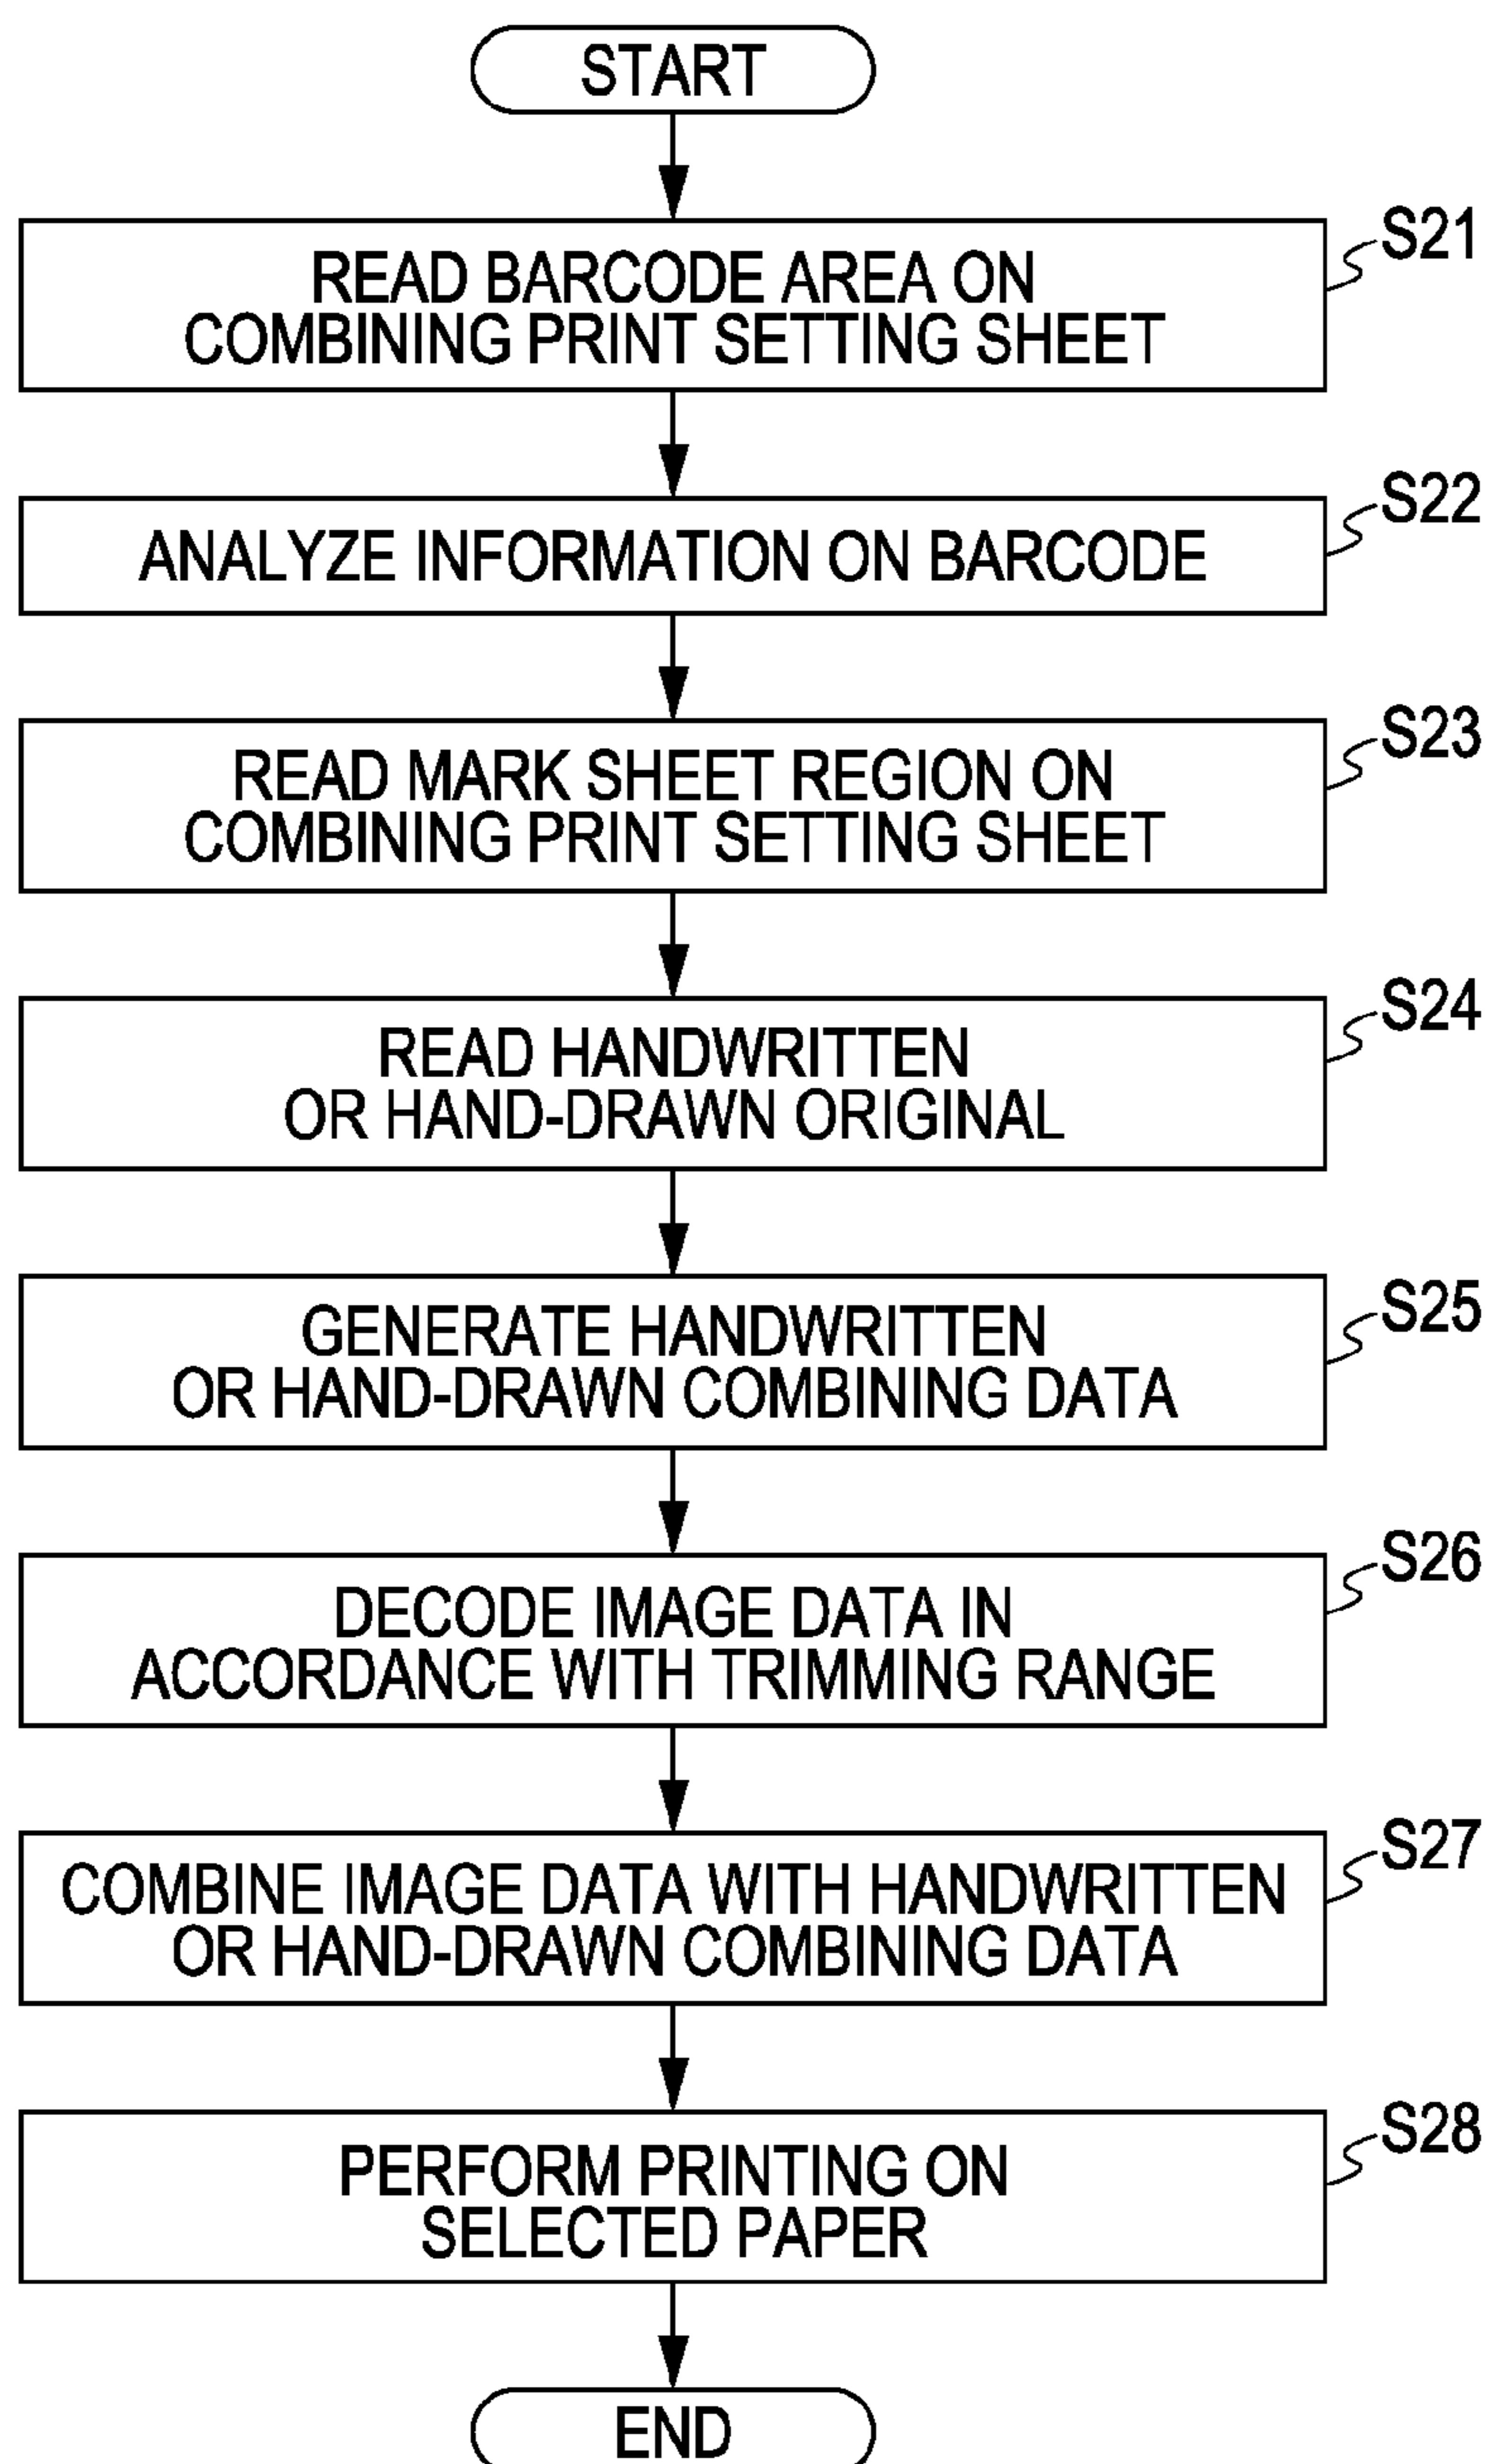 START
S21
READ BARCODE AREA ON
COMBINING PRINT SETTING SHEET
S22
ANALYZE INFORMATION ON BARCODE
S23
READ MARK SHEET REGION ON
COMBINING PRINT SETTING SHEET
S24
READ HANDWRITTEN
OR HAND-DRAWN ORIGINAL
S25
GENERATE HANDWRITTEN
OR HAND-DRAWN COMBINING DATA
S26
DECODE IMAGE DATA IN
ACCORDANCE WITH TRIMMING RANGE
S27
COMBINE IMAGE DATA WITH HANDWRITTEN
OR HAND-DRAWN COMBINING DATA
S28
PERFORM PRINTING ON
SELECTED PAPER
END